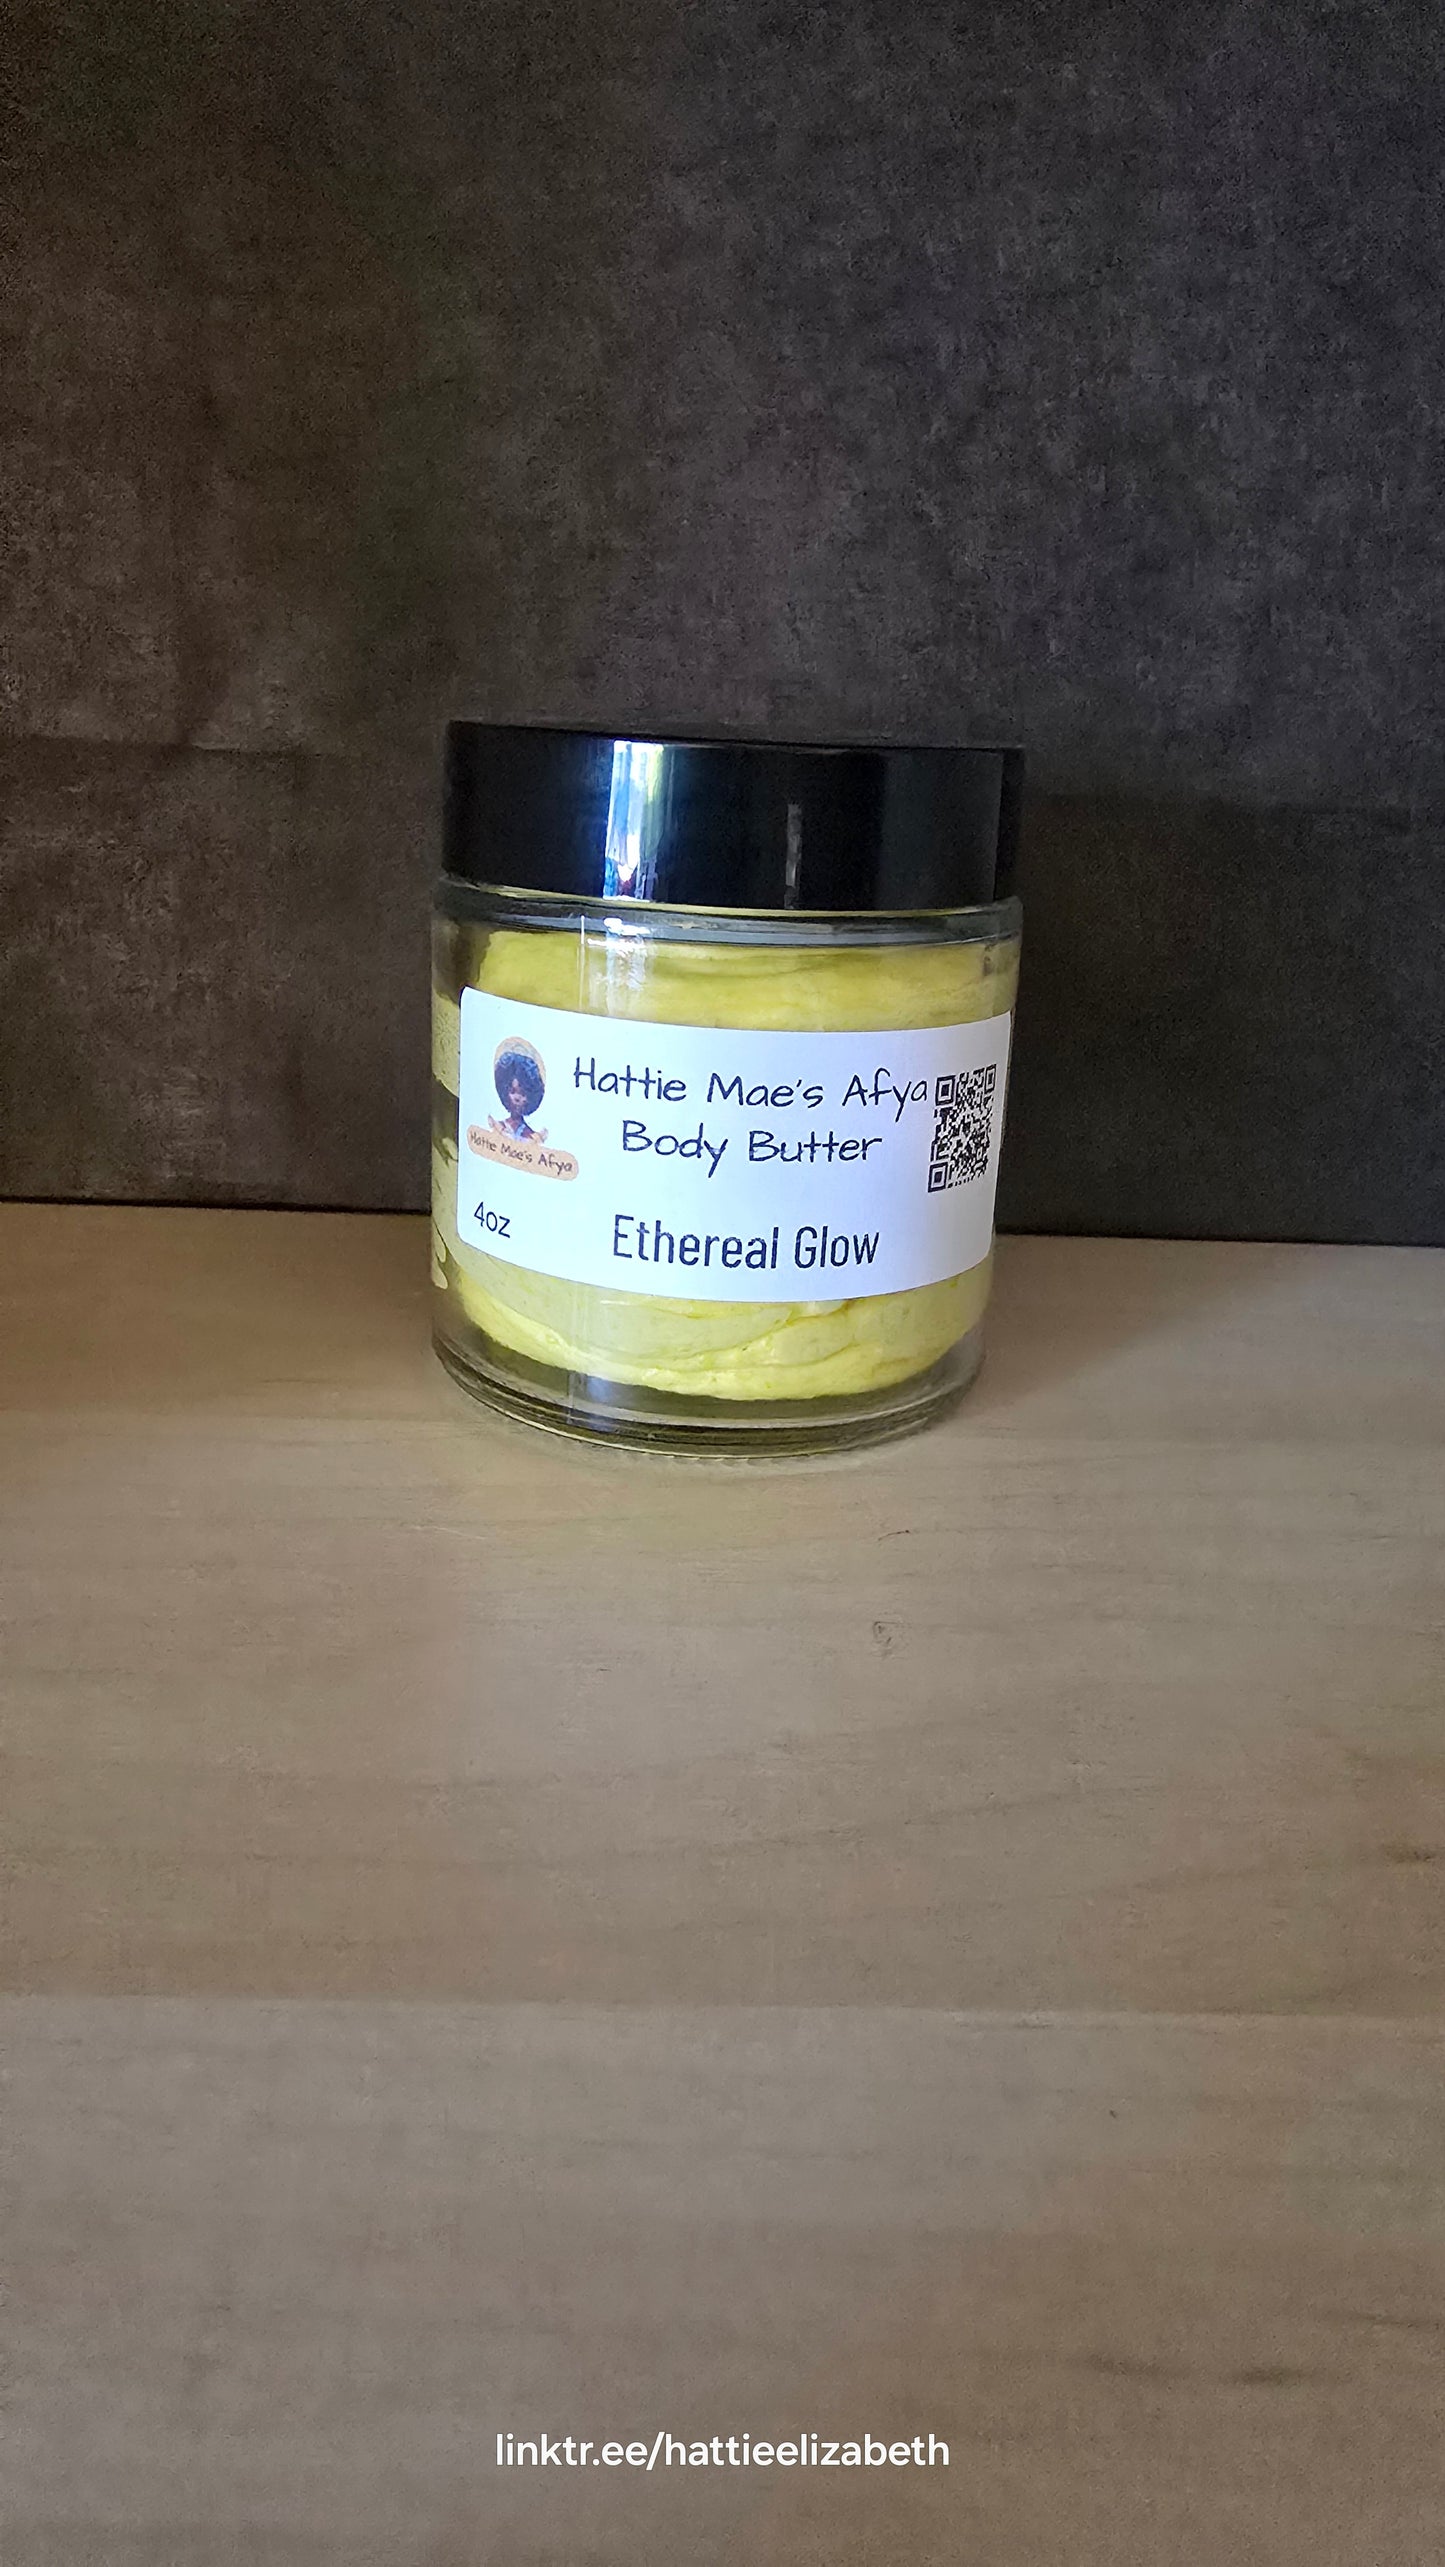 Hattie Mae's Afya
Body Butter
Hattie Mae's Afya
4oz
Ethereal Glow
linktr.ee/hattieelizabeth